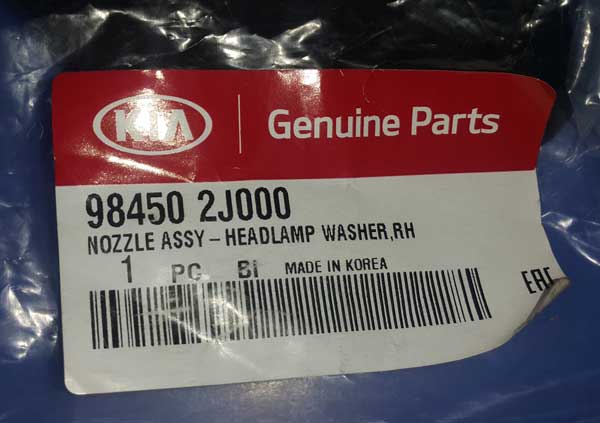 KIA
Genuine Parts
98450 2J000
NOZZLE ASSY – HEADLAMP WASHER,RH
1 PC BI MADE IN KOREA
EAC